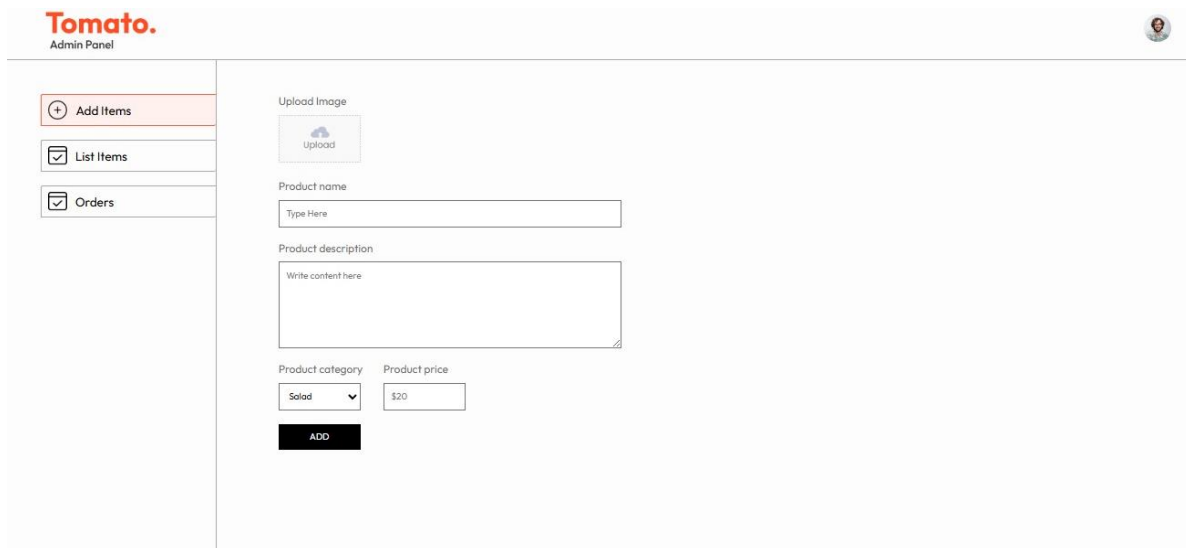 Tomato.
Admin Panel
Add Items
List Items
Orders
Upload Image
Upload
Product name
Type Here
Product description
Write content here
Product category Product price
Salad $20
ADD